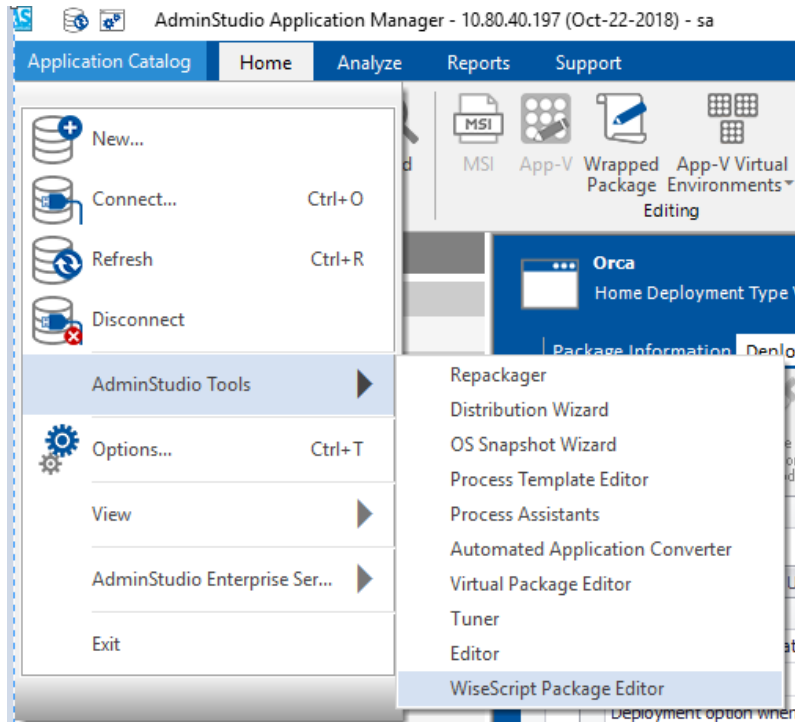 AdminStudio Application Manager - 10.80.40.197 (Oct-22-2018) - sa
Application Catalog Home Analyze Reports Support
New...
Connect... Ctrl+O
Refresh Ctrl+R
Disconnect
AdminStudio Tools
Options... Ctrl+T
View
AdminStudio Enterprise Ser...
Exit
MSI
MSI App-V Wrapped Package App-V Virtual Environments
Editing
Orca
Home Deployment Type
Package Information Deplo
Repackager
Distribution Wizard
OS Snapshot Wizard
Process Template Editor
Process Assistants
Automated Application Converter
Virtual Package Editor
Tuner
Editor
WiseScript Package Editor
Deployment option when